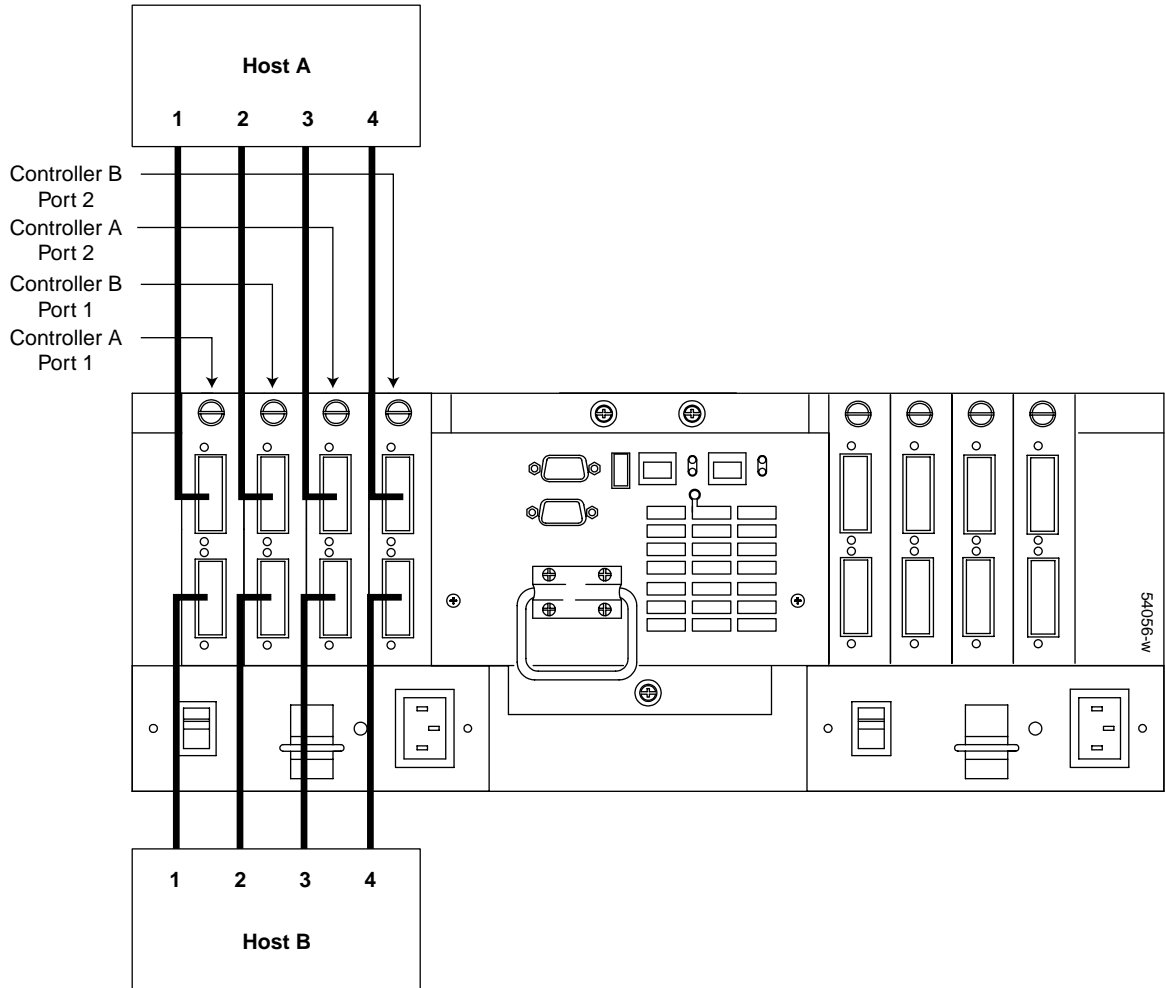 Host A
1 2 3 4
Controller B
Port 2
Controller A
Port 2
Controller B
Port 1
Controller A
Port 1
54056-w
1 2 3 4
Host B